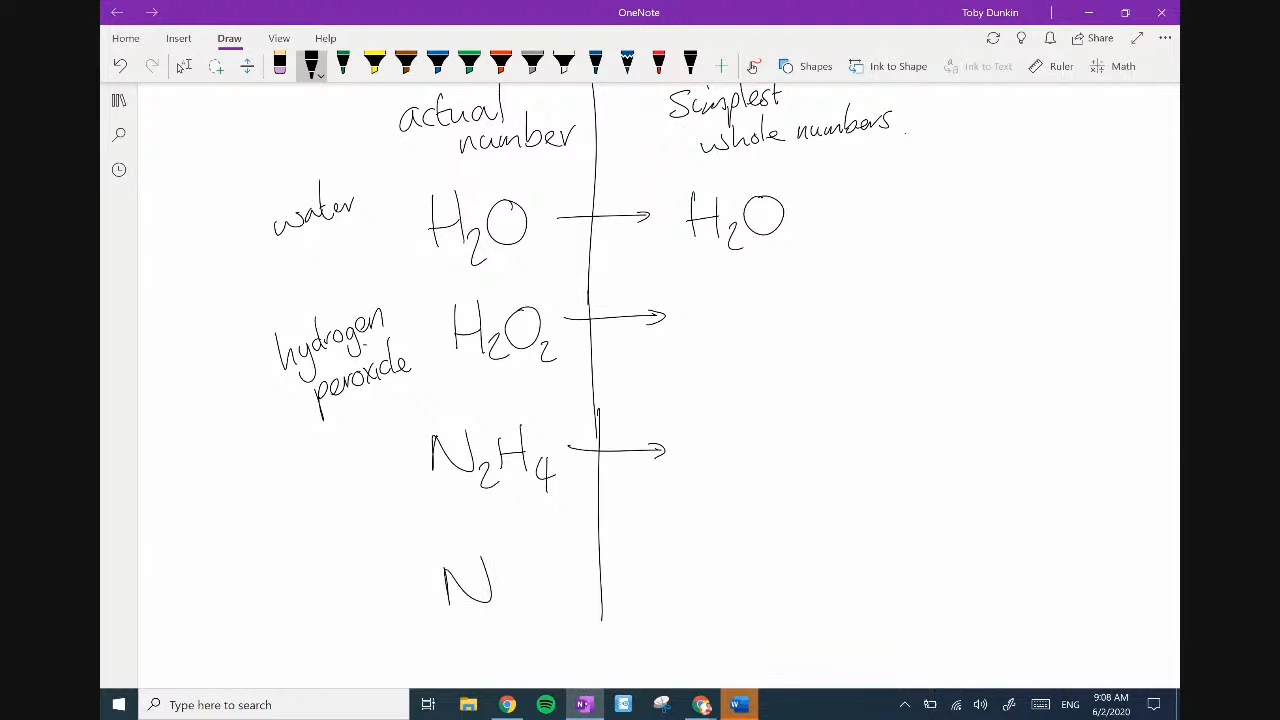 OneNote
Toby Dunkin
Home Insert Draw View Help
Share
Shapes Ink to Shape Ink to Text Ruler Math
actual
number
Simplest
whole numbers.
water H₂O → H₂O
hydrogen
peroxide
H₂O₂ →
N₂H₄ →
N
Type here to search
ENG
9:08 AM
6/2/2020